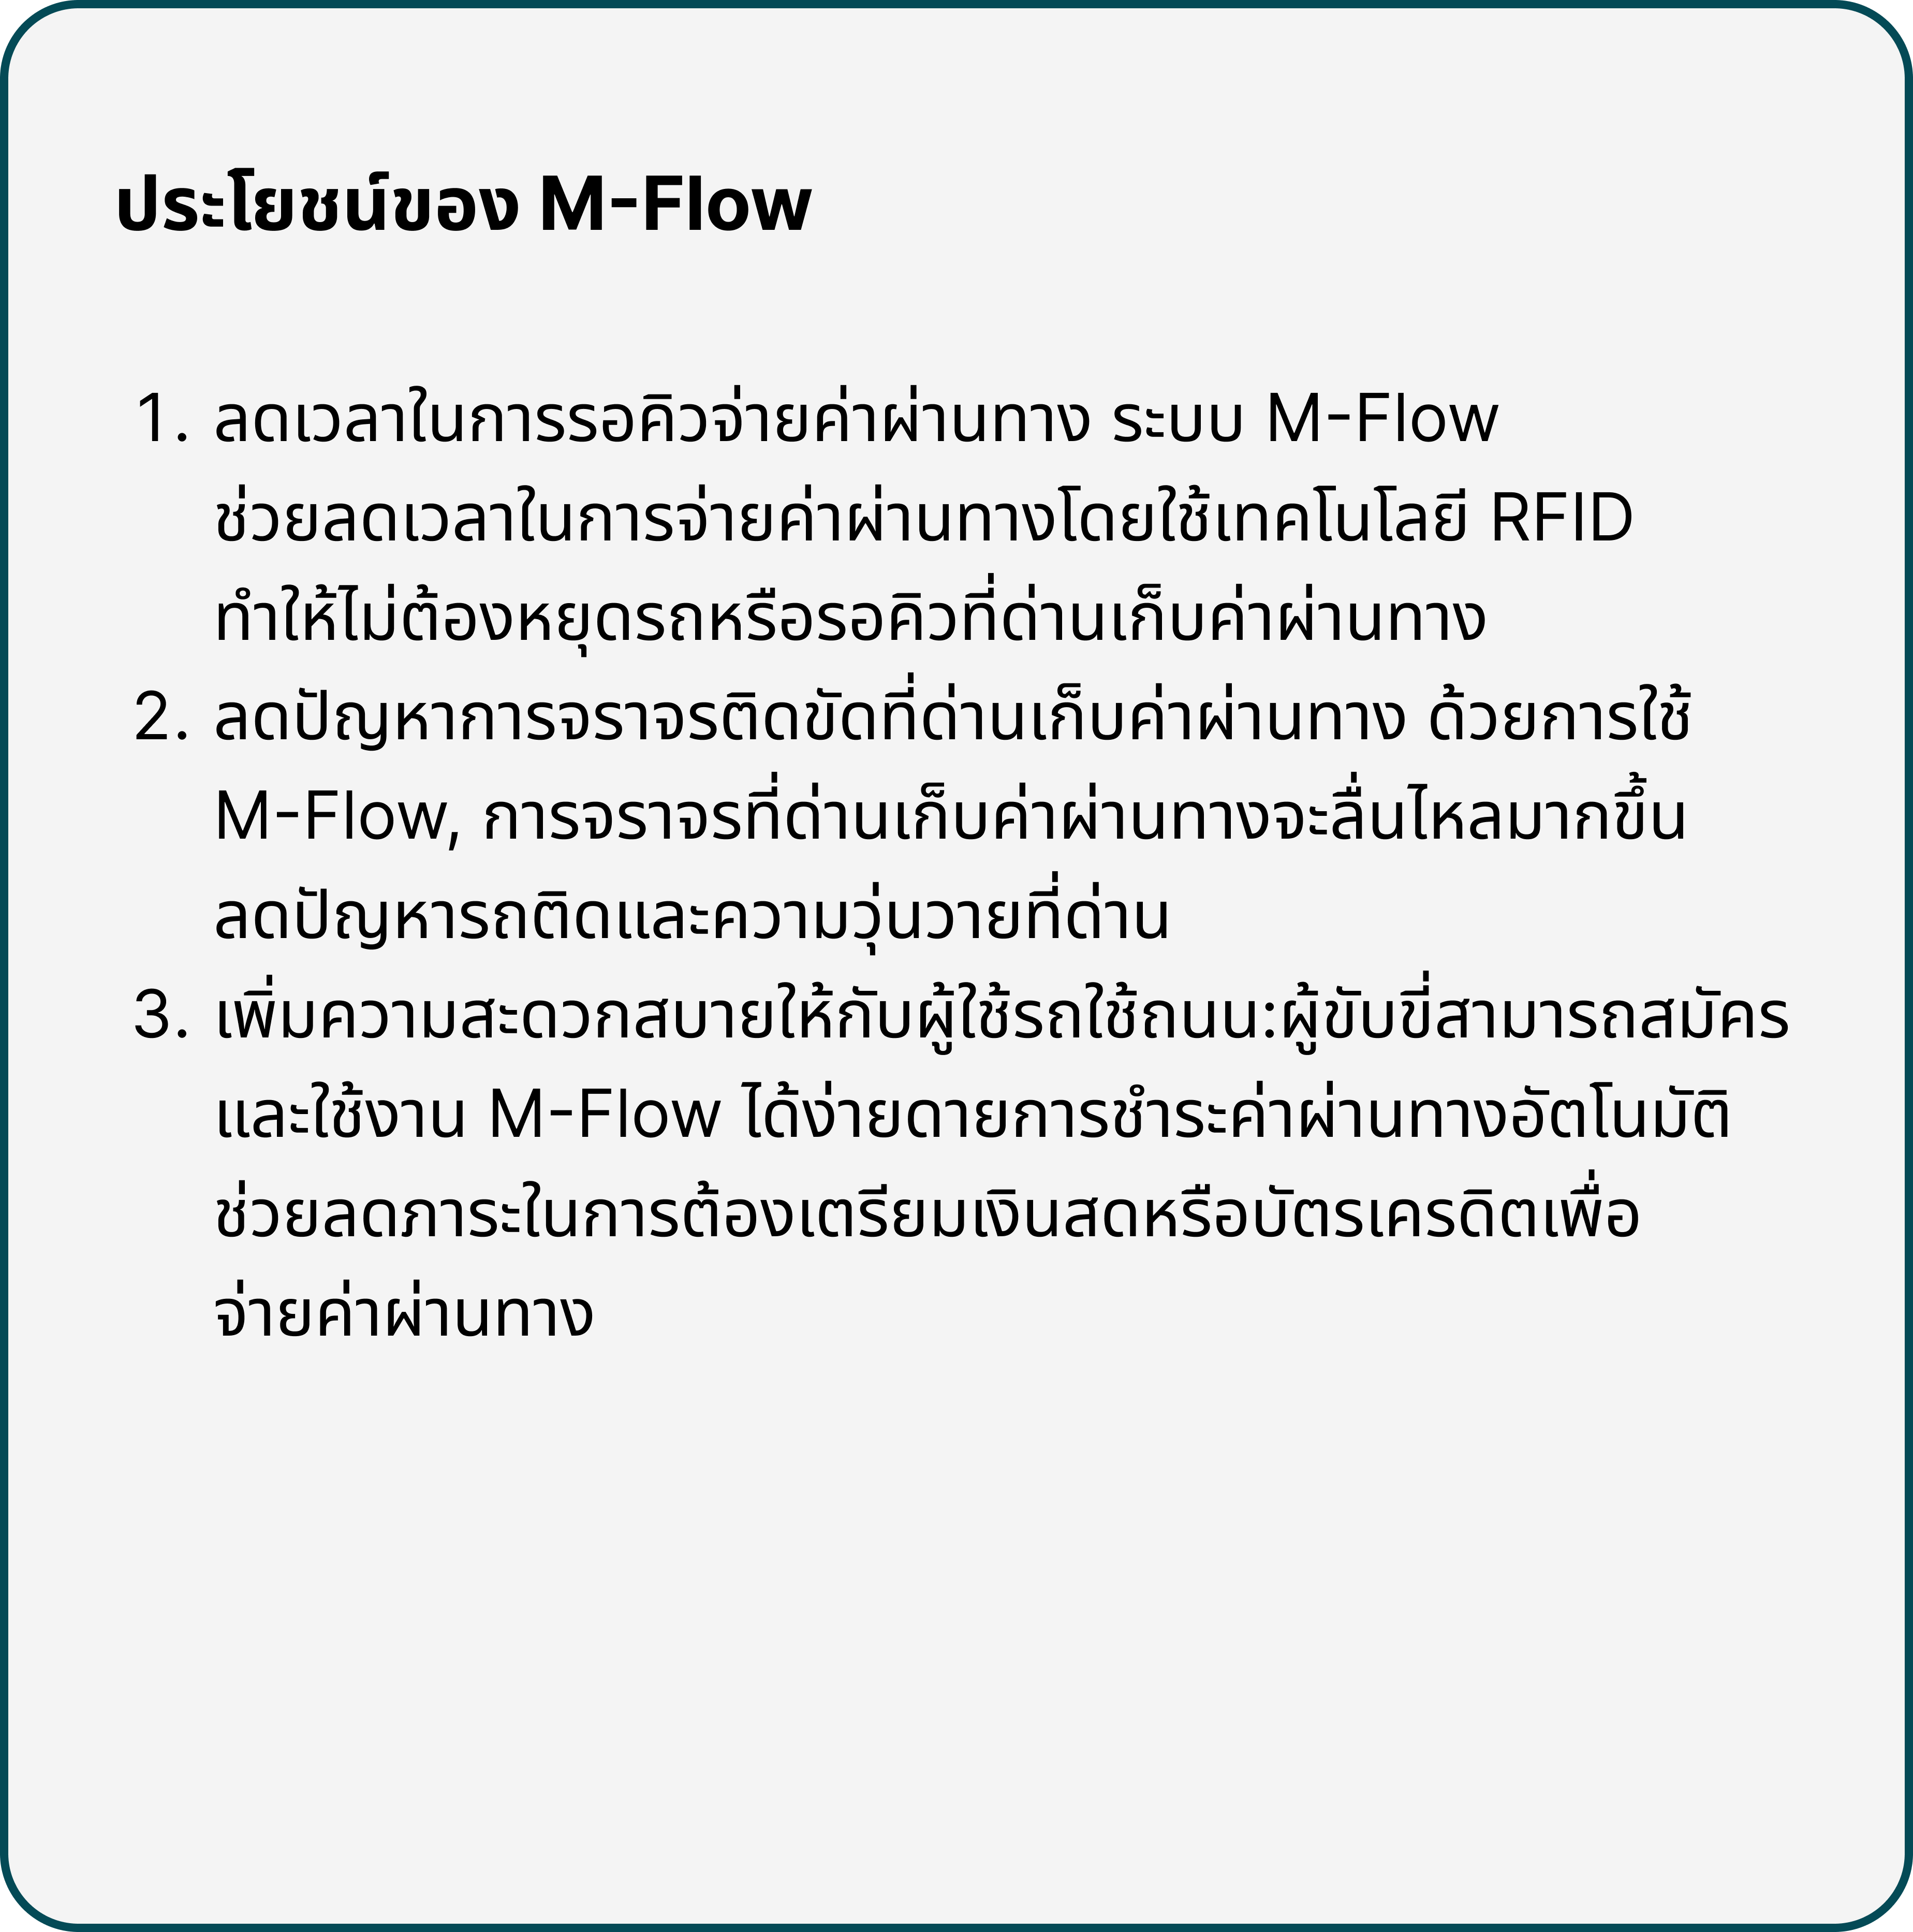 ประโยชน์ของ M-Flow
1. ลดเวลาในการรอคิวจ่ายค่าผ่านทาง ระบบ M-Flow
ช่วยลดเวลาในการจ่ายค่าผ่านทางโดยใช้เทคโนโลยี RFID
ทำให้ไม่ต้องหยุดรถหรือรอคิวที่ด่านเก็บค่าผ่านทาง
2. ลดปัญหาการจราจรติดขัดที่ด่านเก็บค่าผ่านทาง ด้วยการใช้
M-Flow, การจราจรที่ด่านเก็บค่าผ่านทางจะลื่นไหลมากขึ้น
ลดปัญหารถติดและความวุ่นวายที่ด่าน
3. เพิ่มความสะดวกสบายให้กับผู้ใช้รถใช้ถนน:ผู้ขับขี่สามารถสมัคร
และใช้งาน M-Flow ได้ง่ายดายการชำระค่าผ่านทางอัตโนมัติ
ช่วยลดภาระในการต้องเตรียมเงินสดหรือบัตรเครดิตเพื่อ
จ่ายค่าผ่านทาง